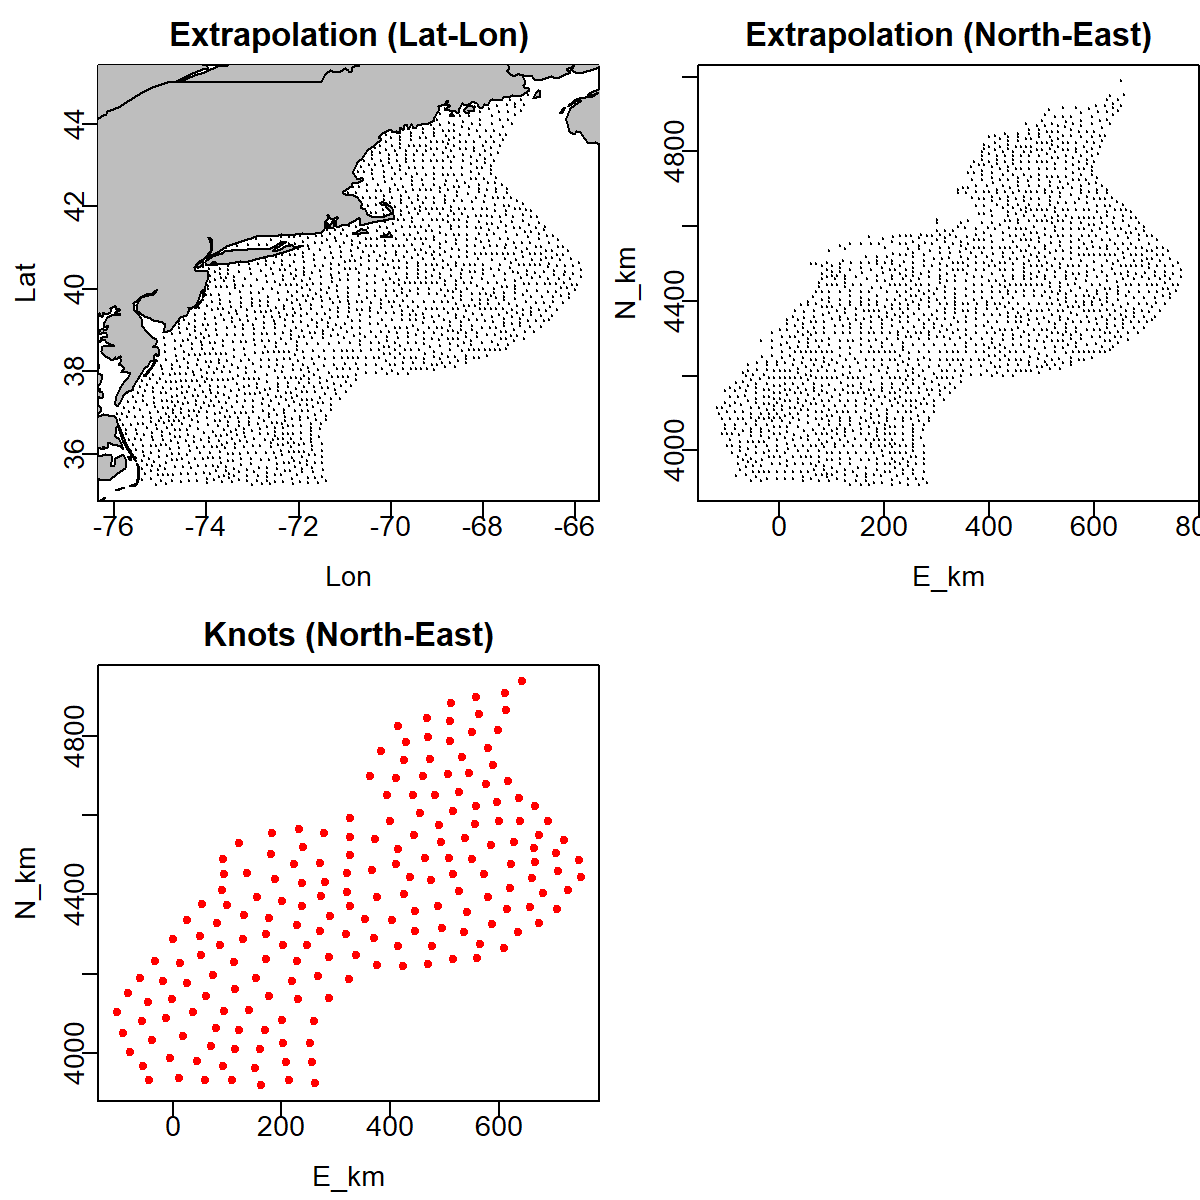 Extrapolation (Lat-Lon)
Lat
44
42
40
38
36
-76 -74 -72 -70 -68 -66
Lon
Extrapolation (North-East)
N_km
4800
4400
4000
0 200 400 600 80
E_km
Knots (North-East)
N_km
4800
4400
4000
0 200 400 600
E_km